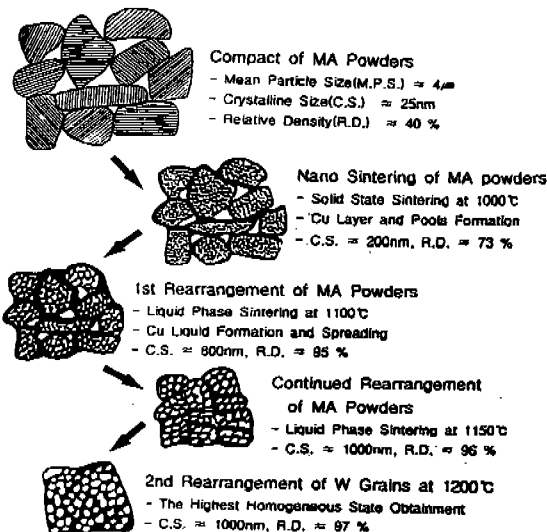 Compact of MA Powders
- Mean Particle Size(M.P.S.) ≈ 4μm
- Crystalline Size(C.S.) ≈ 25nm
- Relative Density(R.D.) ≈ 40 %
Nano Sintering of MA powders
- Solid State Sintering at 1000℃
- Cu Layer and Pools Formation
- C.S. ≈ 200nm, R.D. ≈ 73 %
1st Rearrangement of MA Powders
- Liquid Phase Sintering at 1100℃
- Cu Liquid Formation and Spreading
- C.S. ≈ 800nm, R.D. ≈ 95 %
Continued Rearrangement
of MA Powders
- Liquid Phase Sintering at 1150℃
- C.S. ≈ 1000nm, R.D. ≈ 96 %
2nd Rearrangement of W Grains at 1200℃
- The Highest Homogeneous State Obtainment
- C.S. ≈ 1000nm, R.D. ≈ 97 %